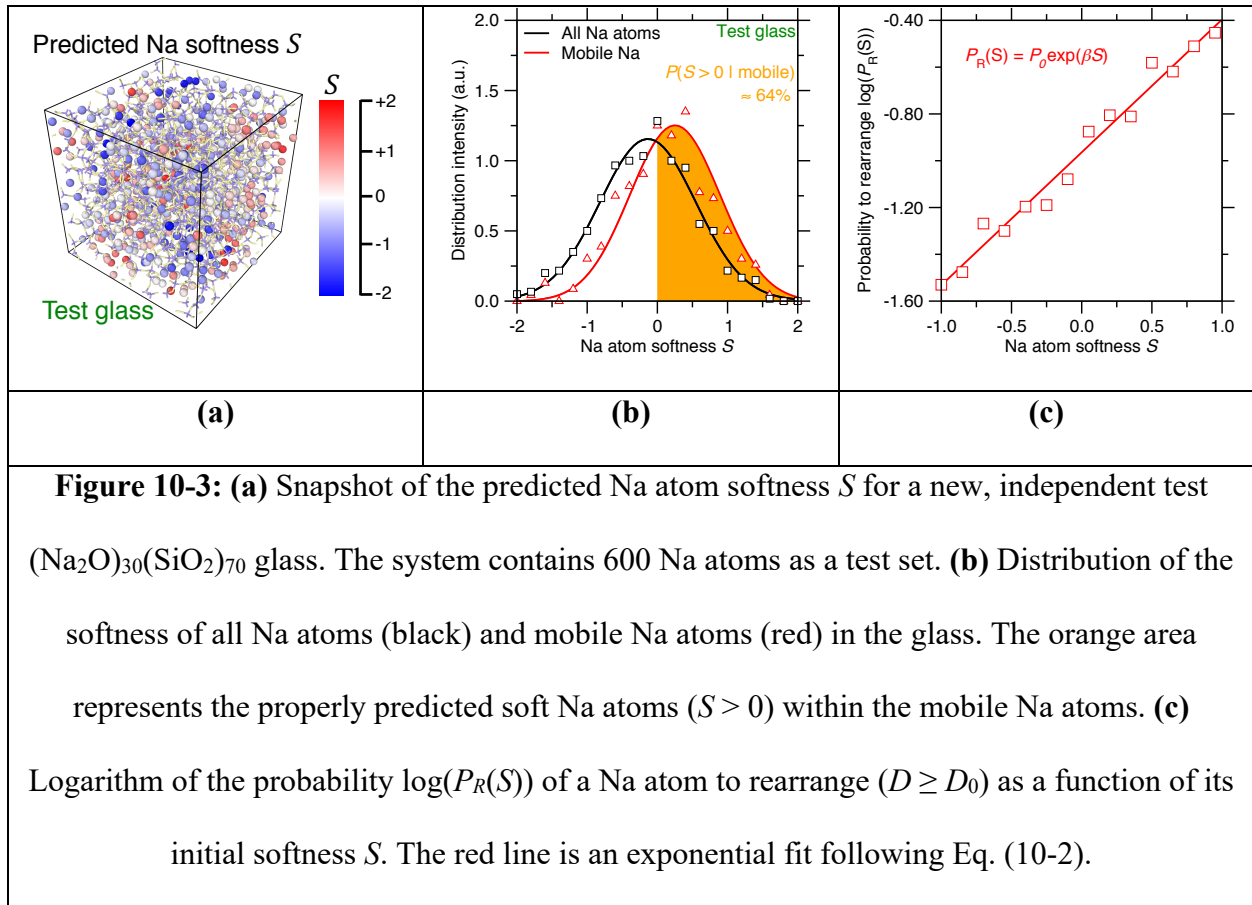 Predicted Na softness S
S
+2
+1
0
-1
-2
Test glass
2.0
1.5
1.0
0.5
0.0
-2
-1
0
1
2
Distribution intensity (a.u.)
Na atom softness S
All Na atoms
Mobile Na
Test glass
P(S > 0 I mobile)
≈ 64%
-0.40
-0.80
-1.20
-1.60
-1.0
-0.5
0.0
0.5
1.0
Probability to rearrange log(P_R(S))
Na atom softness S
P_R(S) = P_0exp(βS)
(a)
(b)
(c)
Figure 10-3: (a) Snapshot of the predicted Na atom softness S for a new, independent test
(Na₂O)₃₀(SiO₂)₇₀ glass. The system contains 600 Na atoms as a test set. (b) Distribution of the
softness of all Na atoms (black) and mobile Na atoms (red) in the glass. The orange area
represents the properly predicted soft Na atoms (S > 0) within the mobile Na atoms. (c)
Logarithm of the probability log(P_R(S)) of a Na atom to rearrange (D ≥ D₀) as a function of its
initial softness S. The red line is an exponential fit following Eq. (10-2).